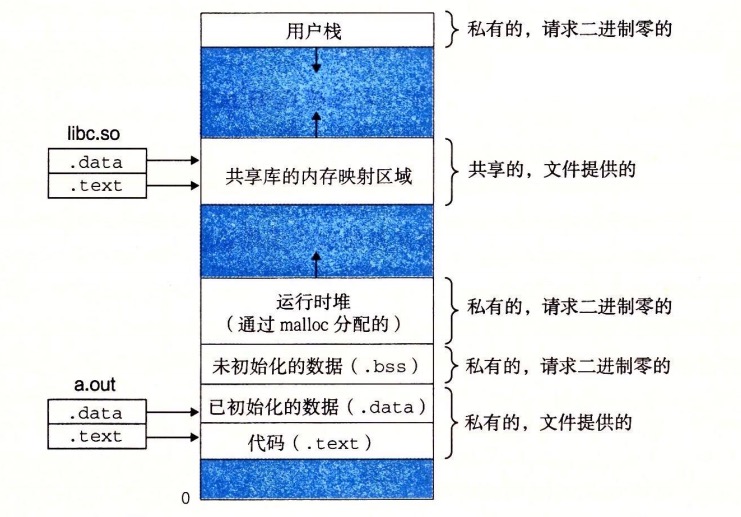 用户栈
私有的，请求二进制零的
libc.so
.data
.text
共享库的内存映射区域
共享的，文件提供的
运行时堆
（通过 malloc 分配的）
私有的，请求二进制零的
未初始化的数据（.bss）
私有的，请求二进制零的
a.out
.data
.text
已初始化的数据（.data）
代码（.text）
私有的，文件提供的
0